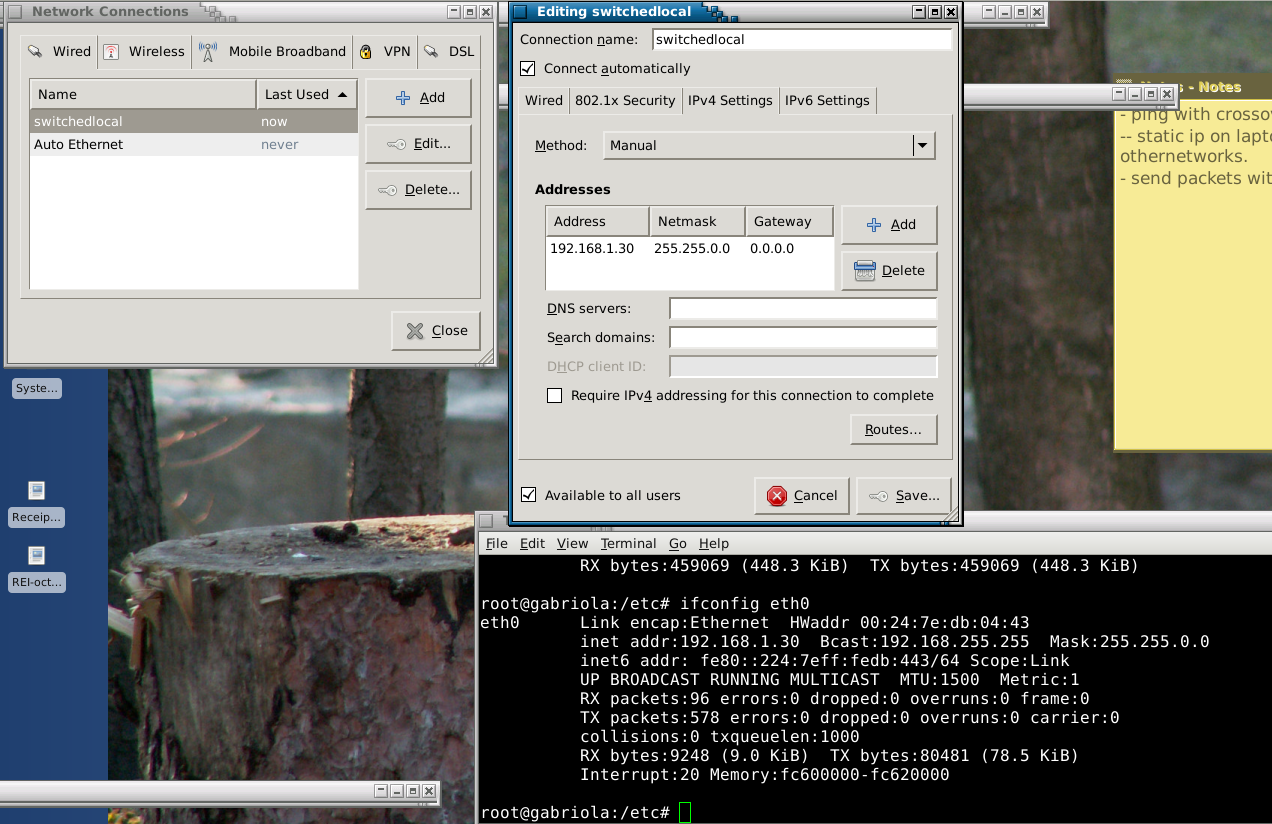 Network Connections
Wired
Wireless
Mobile Broadband
VPN
DSL
Name
Last Used
switchedlocal
now
Auto Ethernet
never
Add
Edit...
Delete...
Close
Editing switchedlocal
Connection name:
switchedlocal
Connect automatically
Wired
802.1x Security
IPv4 Settings
IPv6 Settings
Method:
Manual
Addresses
Address
Netmask
Gateway
192.168.1.30
255.255.0.0
0.0.0.0
Add
Delete
DNS servers:
Search domains:
DHCP client ID:
Require IPv4 addressing for this connection to complete
Routes...
Available to all users
Cancel
Save...
- Notes
- ping with
-- static ip on
othernetworks.
- send packets
Syste...
Receip...
REI-oct...
File Edit View Terminal Go Help
RX bytes:459069 (448.3 KiB) TX bytes:459069 (448.3 KiB)
root@gabriola:/etc# ifconfig eth0
eth0 Link encap:Ethernet HWaddr 00:24:7e:db:04:43
inet addr:192.168.1.30 Bcast:192.168.255.255 Mask:255.255.0.0
inet6 addr: fe80::224:7eff:fedb:443/64 Scope:Link
UP BROADCAST RUNNING MULTICAST MTU:1500 Metric:1
RX packets:96 errors:0 dropped:0 overruns:0 frame:0
TX packets:578 errors:0 dropped:0 overruns:0 carrier:0
collisions:0 txqueuelen:1000
RX bytes:9248 (9.0 KiB) TX bytes:80481 (78.5 KiB)
Interrupt:20 Memory:fc600000-fc620000
root@gabriola:/etc#